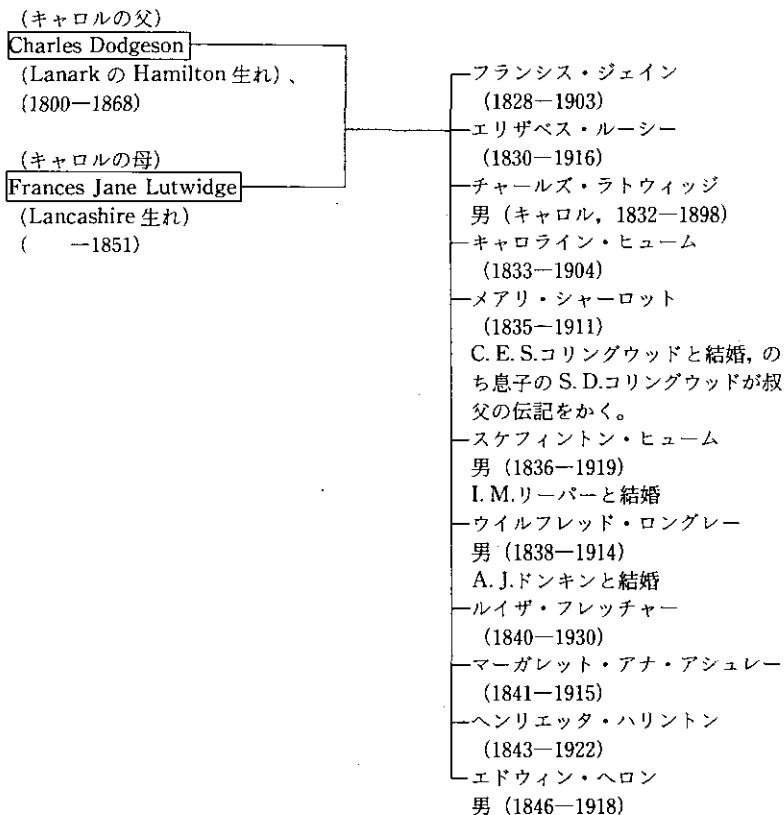 (キャロルの父)
Charles Dodgeson
(Lanark の Hamilton 生れ)、
(1800—1868)
(キャロルの母)
Frances Jane Lutwidge
(Lancashire 生れ)
(　　—1851)
フランシス・ジェイン
(1828—1903)
エリザベス・ルーシー
(1830—1916)
チャールズ・ラトウィッジ
男 (キャロル, 1832—1898)
キャロライン・ヒューム
(1833—1904)
メアリ・シャーロット
(1835—1911)
C. E. S.コリングウッドと結婚, の
ち息子の S. D.コリングウッドが叔
父の伝記をかく。
スケフィントン・ヒューム
男 (1836—1919)
I. M.リーパーと結婚
ウイルフレッド・ロングレー
男 (1838—1914)
A. J.ドンキンと結婚
ルイザ・フレッチャー
(1840—1930)
マーガレット・アナ・アシュレー
(1841—1915)
ヘンリエッタ・ハリントン
(1843—1922)
エドウィン・ヘロン
男 (1846—1918)